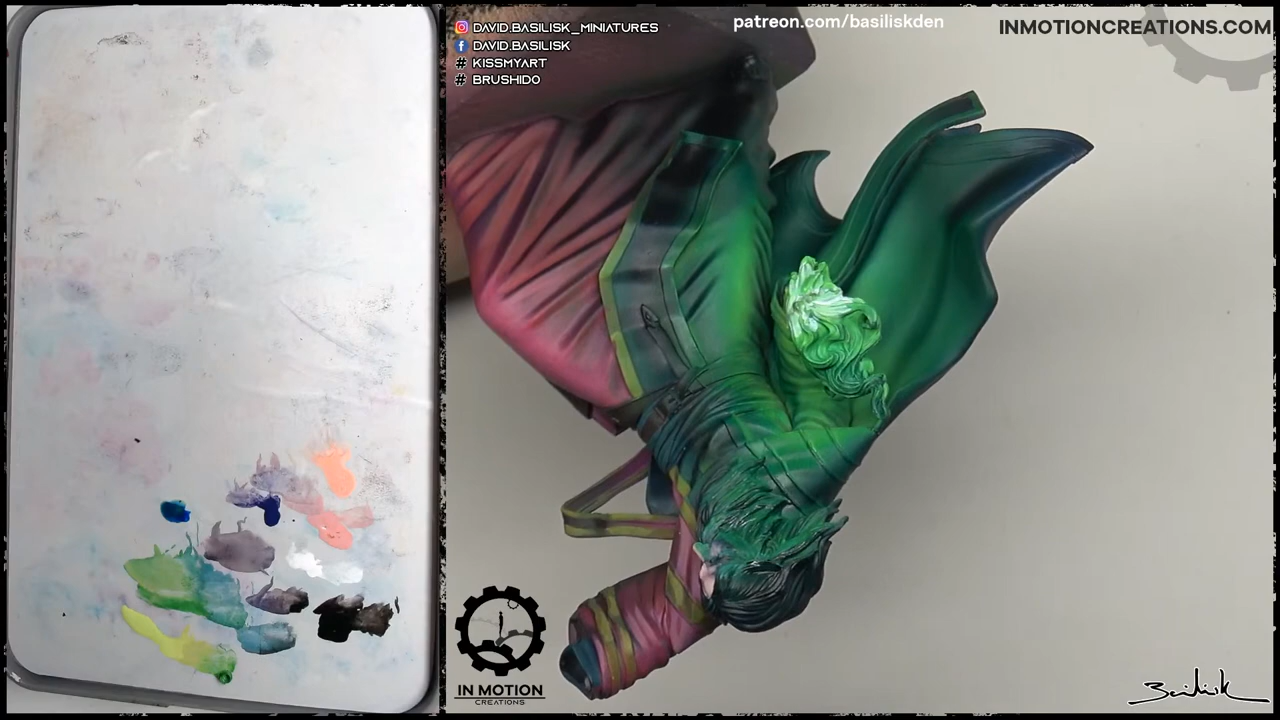 DAVID.BASILISK_MINIATURES
DAVID.BASILISK
# KISSMYART
# BRUSHIDO
patreon.com/basiliskden
INMOTIONCREATIONS.COM
IN MOTION
CREATIONS
Basilisk